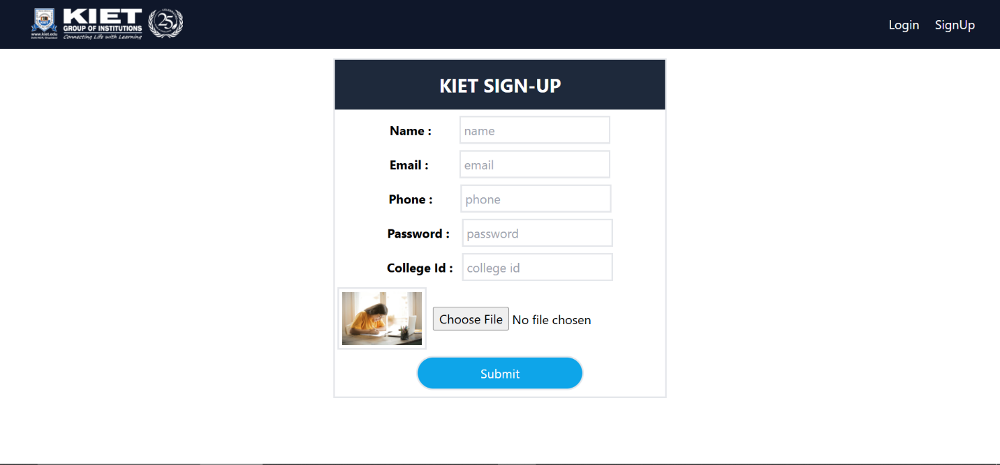 KIET
GROUP OF INSTITUTIONS
Connecting Life with Learning
www.kiet.edu
25
Login SignUp
KIET SIGN-UP
Name : name
Email : email
Phone : phone
Password : password
College Id : college id
Choose File No file chosen
Submit